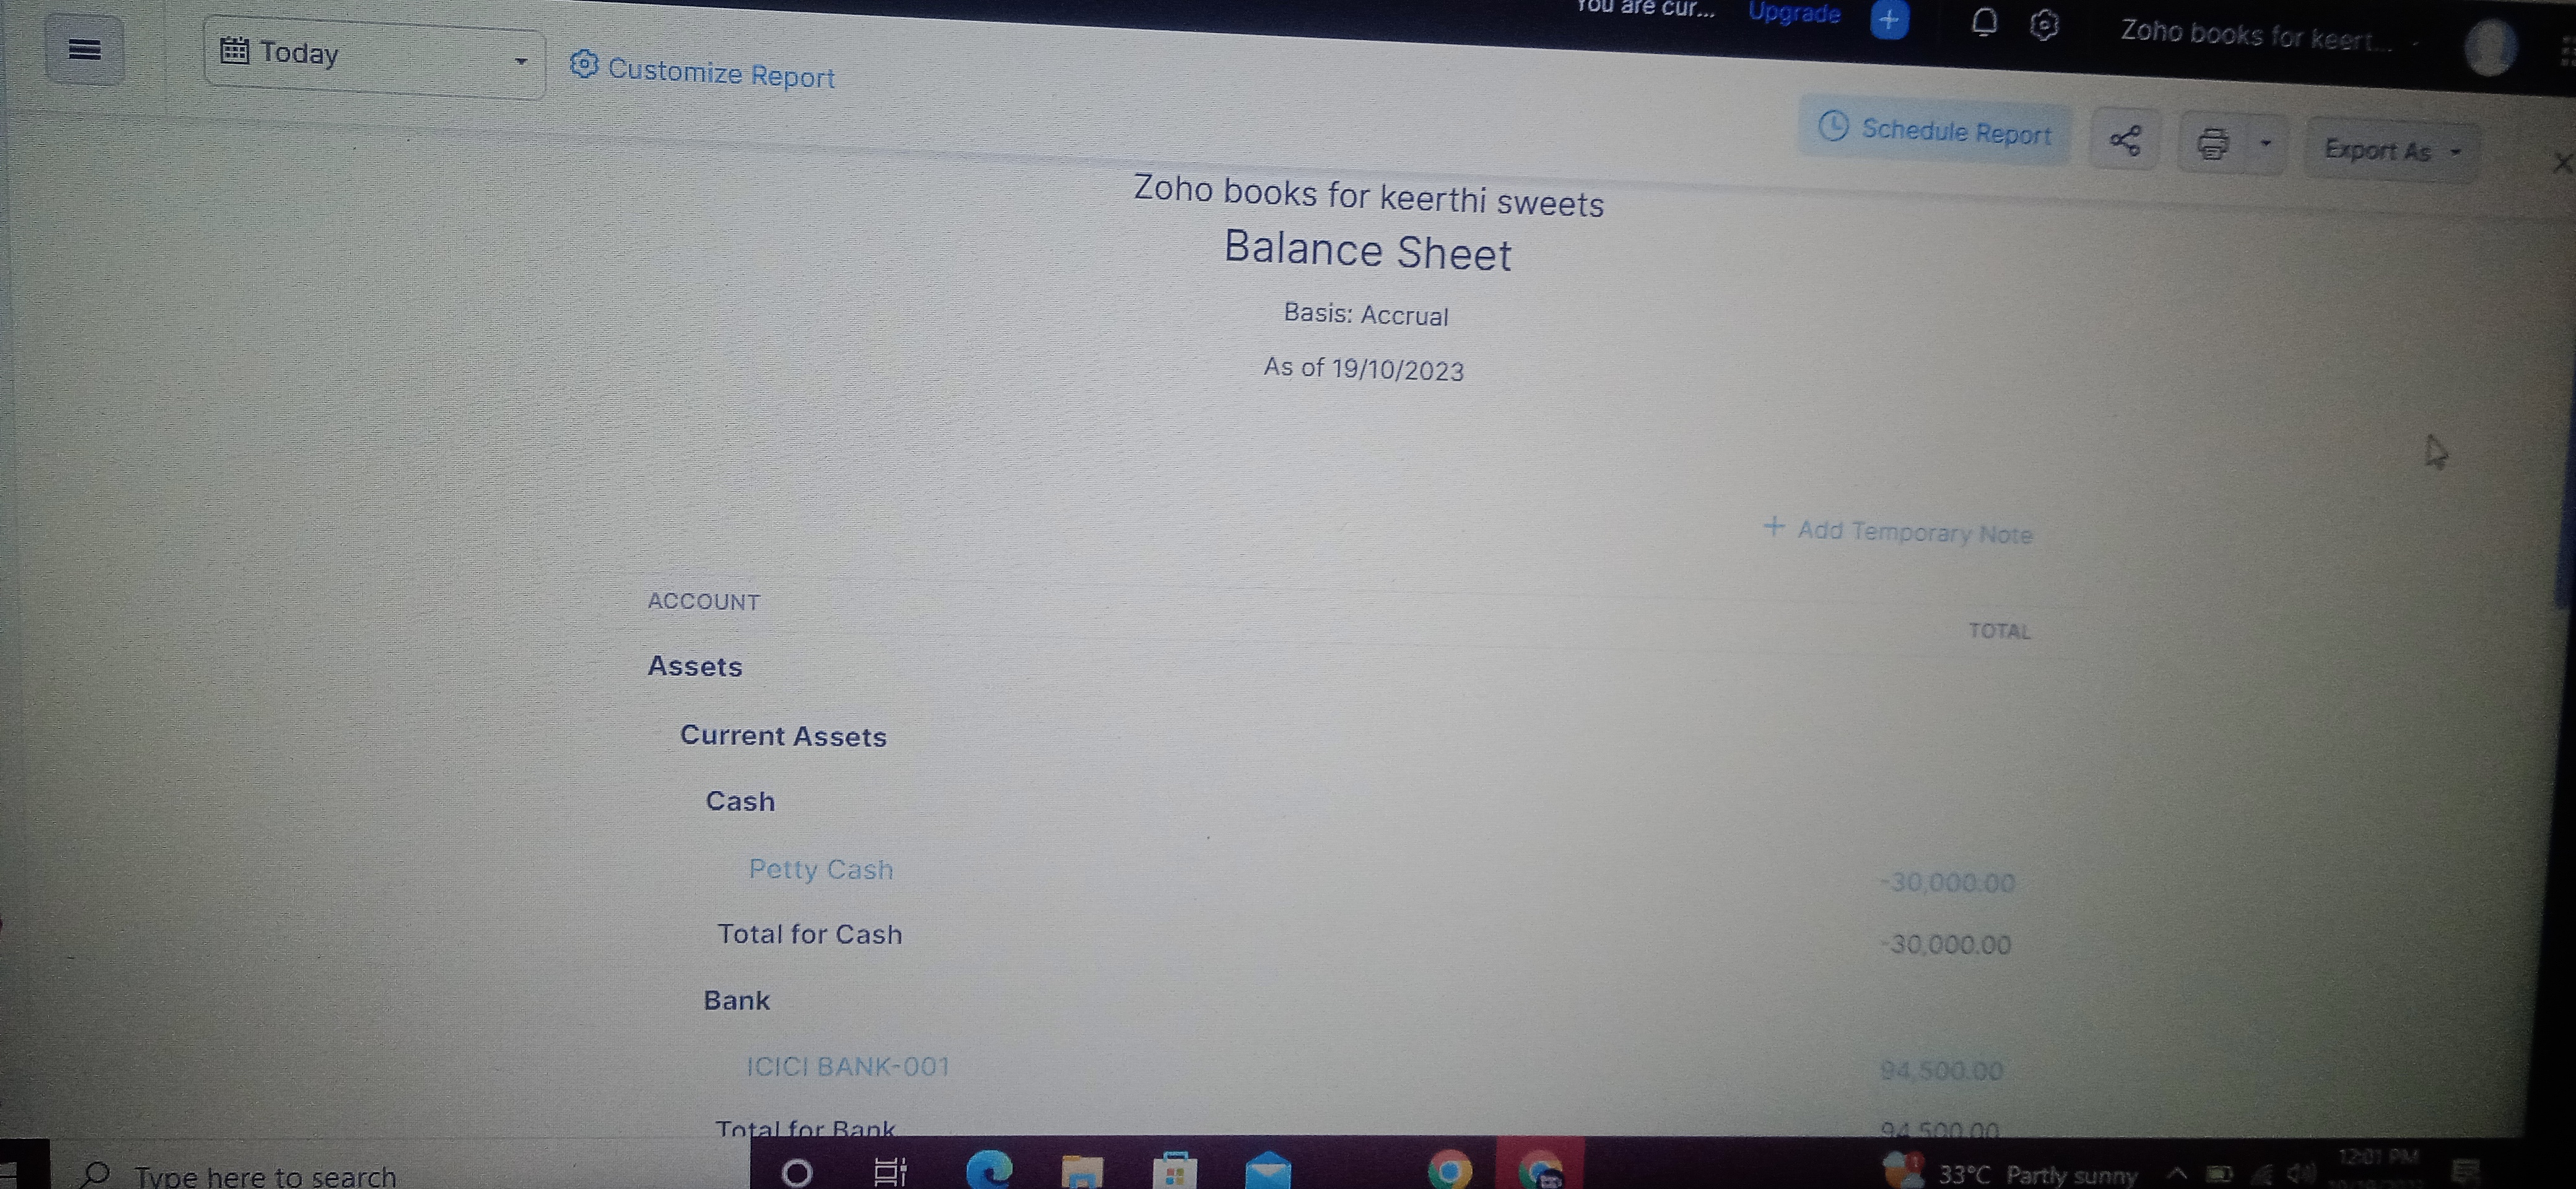 You are cur...
Upgrade
Zoho books for keert...
Today
Customize Report
Schedule Report
Export As
Zoho books for keerthi sweets
Balance Sheet
Basis: Accrual
As of 19/10/2023
+ Add Temporary Note
ACCOUNT TOTAL
Assets
Current Assets
Cash
Petty Cash -30,000.00
Total for Cash -30,000.00
Bank
ICICI BANK-001 94,500.00
Total for Bank 94,500.00
Type here to search
33°C Partly sunny
12:01 PM